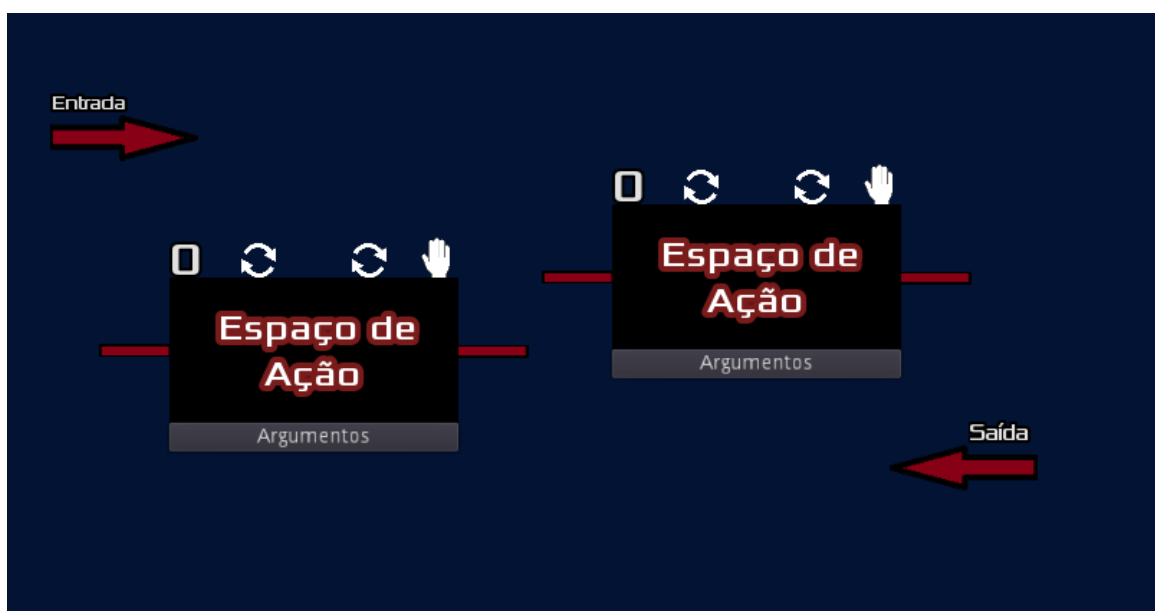 Entrada
0
Espaço de
Ação
Argumentos
0
Espaço de
Ação
Argumentos
Saída